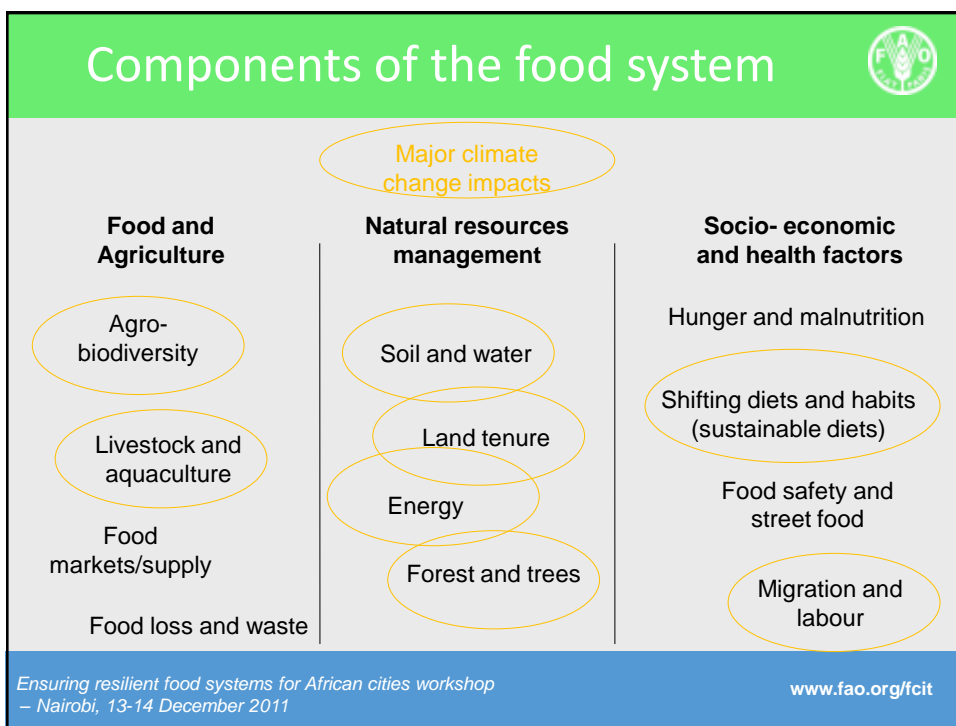 Components of the food system
F A O
FIAT PANIS
Major climate
change impacts
Food and
Agriculture
Agro-
biodiversity
Livestock and
aquaculture
Food
markets/supply
Food loss and waste
Natural resources
management
Soil and water
Land tenure
Energy
Forest and trees
Socio- economic
and health factors
Hunger and malnutrition
Shifting diets and habits
(sustainable diets)
Food safety and
street food
Migration and
labour
Ensuring resilient food systems for African cities workshop
– Nairobi, 13-14 December 2011
www.fao.org/fcit